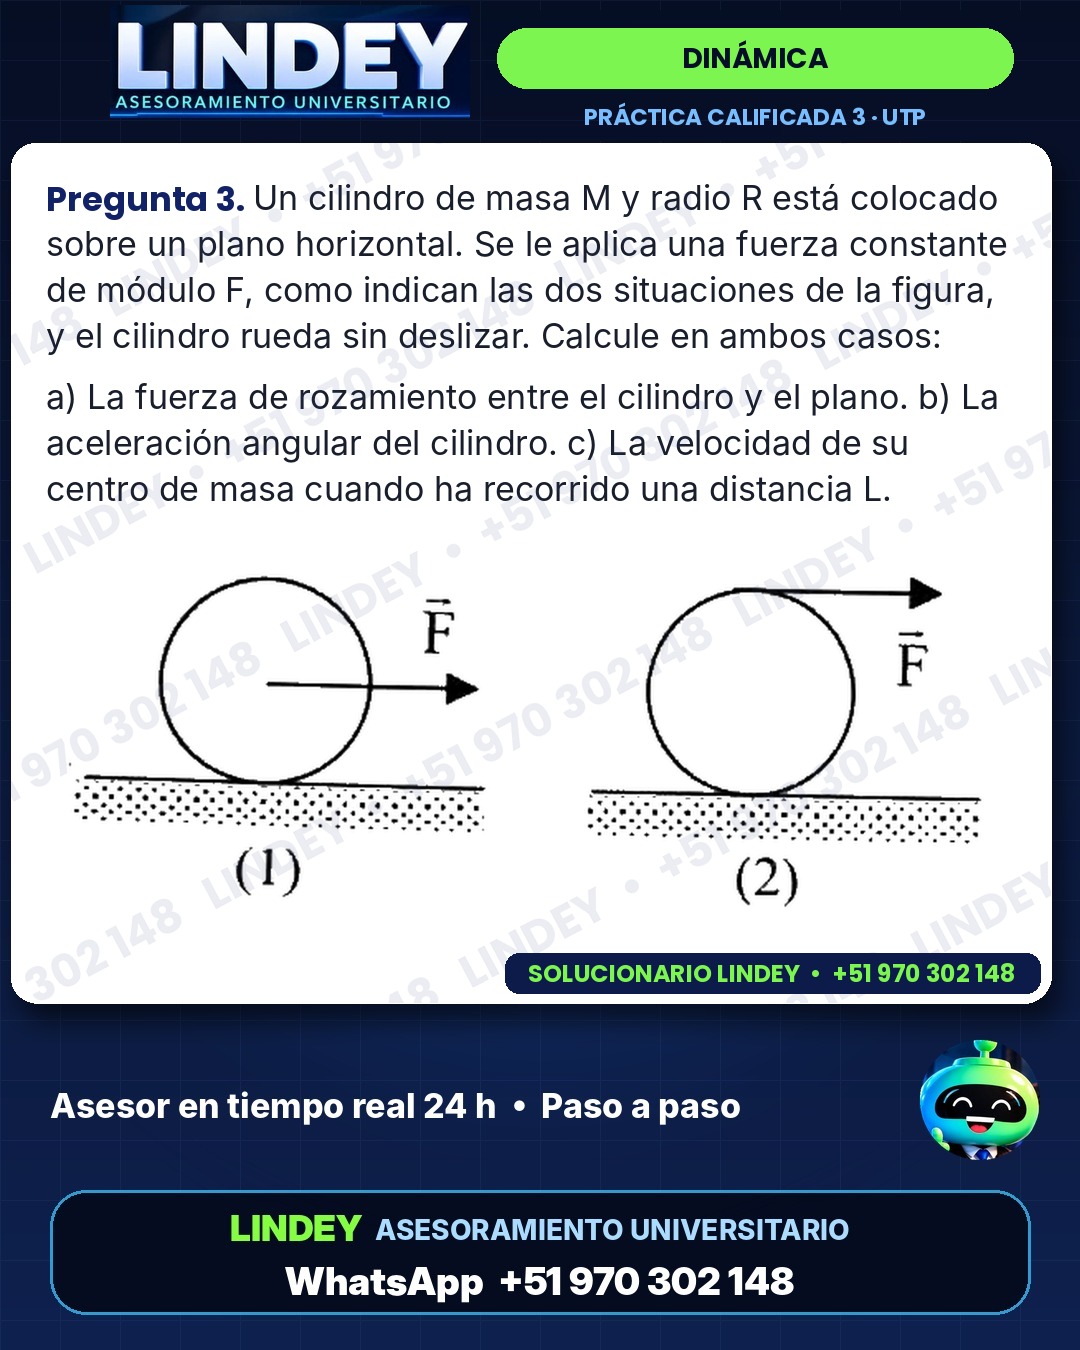 LINDEY
ASESORAMIENTO UNIVERSITARIO
DINÁMICA
PRÁCTICA CALIFICADA 3 · UTP
Pregunta 3. Un cilindro de masa M y radio R está colocado
sobre un plano horizontal. Se le aplica una fuerza constante
de módulo F, como indican las dos situaciones de la figura,
y el cilindro rueda sin deslizar. Calcule en ambos casos:
a) La fuerza de rozamiento entre el cilindro y el plano. b) La
aceleración angular del cilindro. c) La velocidad de su
centro de masa cuando ha recorrido una distancia L.
F
F
(1)
(2)
SOLUCIONARIO LINDEY • +51 970 302 148
Asesor en tiempo real 24 h • Paso a paso
LINDEY ASESORAMIENTO UNIVERSITARIO
WhatsApp +51 970 302 148